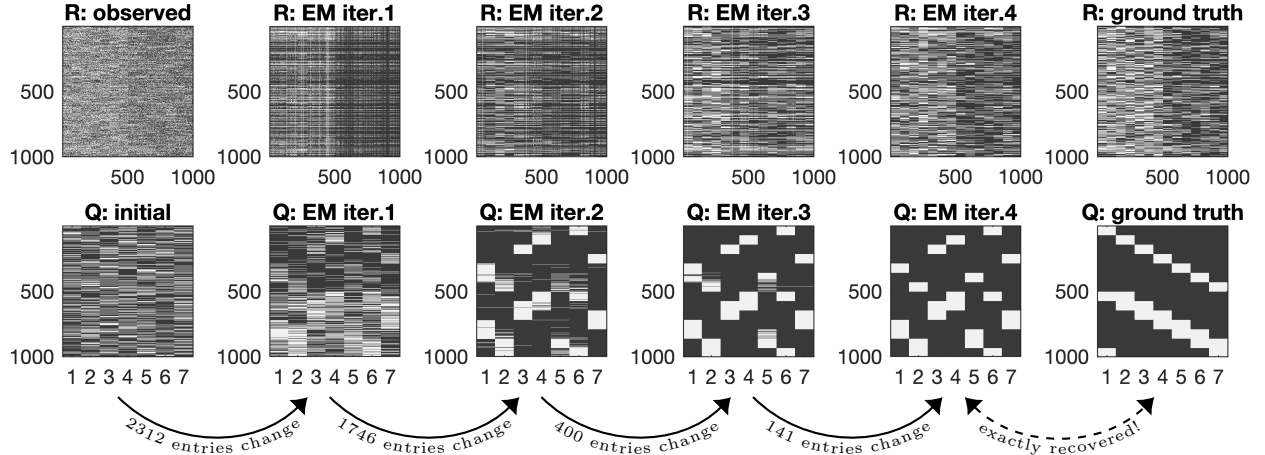 R: observed R: EM iter.1 R: EM iter.2 R: EM iter.3 R: EM iter.4 R: ground truth
500 500 500 500 500 500
1000 1000 1000 1000 1000 1000
500 1000 500 1000 500 1000 500 1000 500 1000 500 1000
Q: initial Q: EM iter.1 Q: EM iter.2 Q: EM iter.3 Q: EM iter.4 Q: ground truth
500 500 500 500 500 500
1000 1000 1000 1000 1000 1000
1 2 3 4 5 6 7 1 2 3 4 5 6 7 1 2 3 4 5 6 7 1 2 3 4 5 6 7 1 2 3 4 5 6 7 1 2 3 4 5 6 7
2312 entries change 1746 entries change 400 entries change 141 entries change exactly recovered!